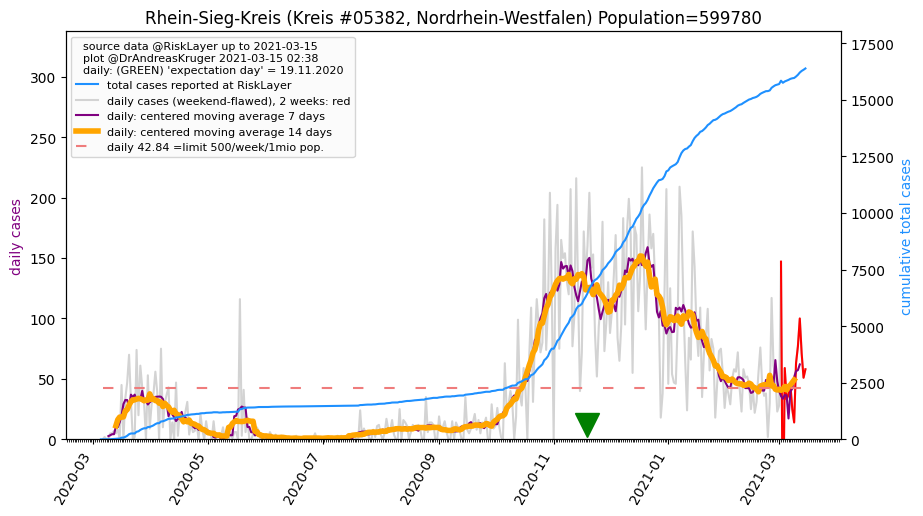 Rhein-Sieg-Kreis (Kreis #05382, Nordrhein-Westfalen) Population=599780
source data @RiskLayer up to 2021-03-15
plot @DrAndreasKruger 2021-03-15 02:38
daily: (GREEN) 'expectation day' = 19.11.2020
total cases reported at RiskLayer
daily cases (weekend-flawed), 2 weeks: red
daily: centered moving average 7 days
daily: centered moving average 14 days
daily 42.84 =limit 500/week/1mio pop.
daily cases
300
250
200
150
100
50
0
17500
15000
12500
10000
7500
5000
2500
0
cumulative total cases
2020-03
2020-05
2020-07
2020-09
2020-11
2021-01
2021-03